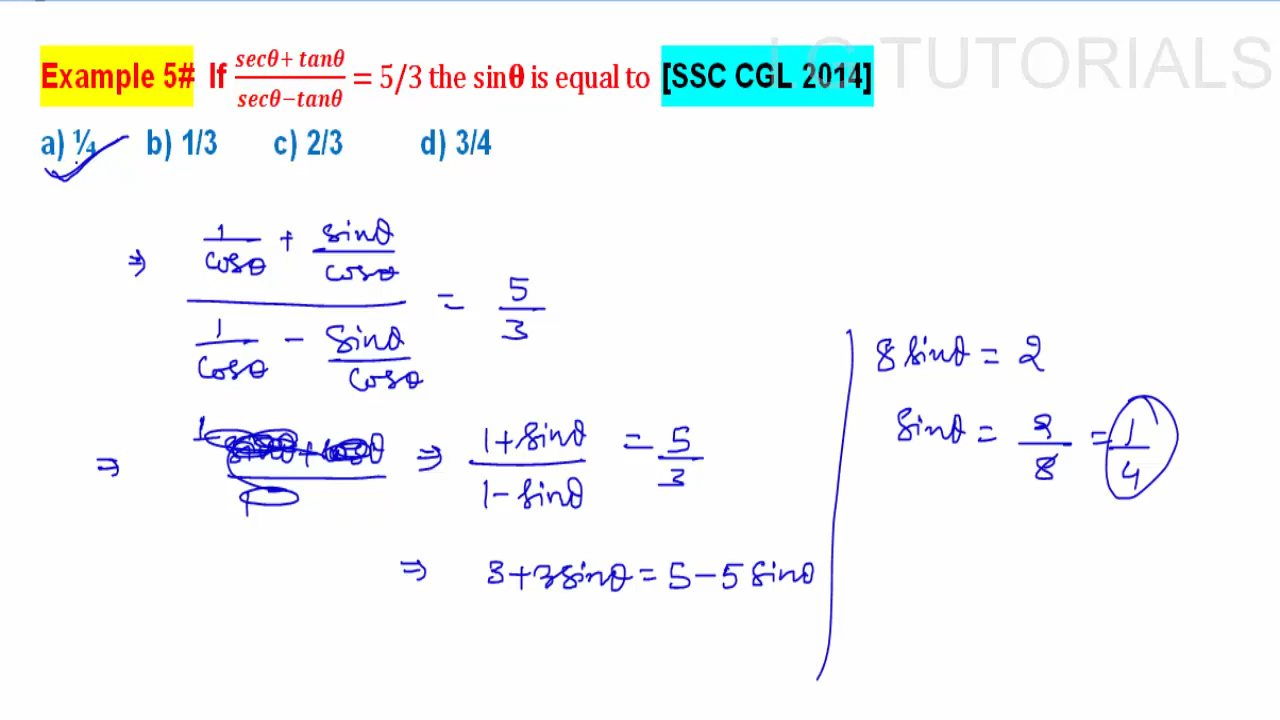 LG TUTORIALS
Example 5# If secθ+ tanθ / secθ−tanθ = 5/3 the sinθ is equal to [SSC CGL 2014]
a) ¼ b) 1/3 c) 2/3 d) 3/4
⇒ (1/cosθ + sinθ/cosθ) / (1/cosθ − sinθ/cosθ) = 5/3
⇒ ⇒ 1+sinθ / 1−sinθ = 5/3
⇒ 3+3sinθ = 5−5sinθ
8sinθ = 2
sinθ = 2/8 = 1/4